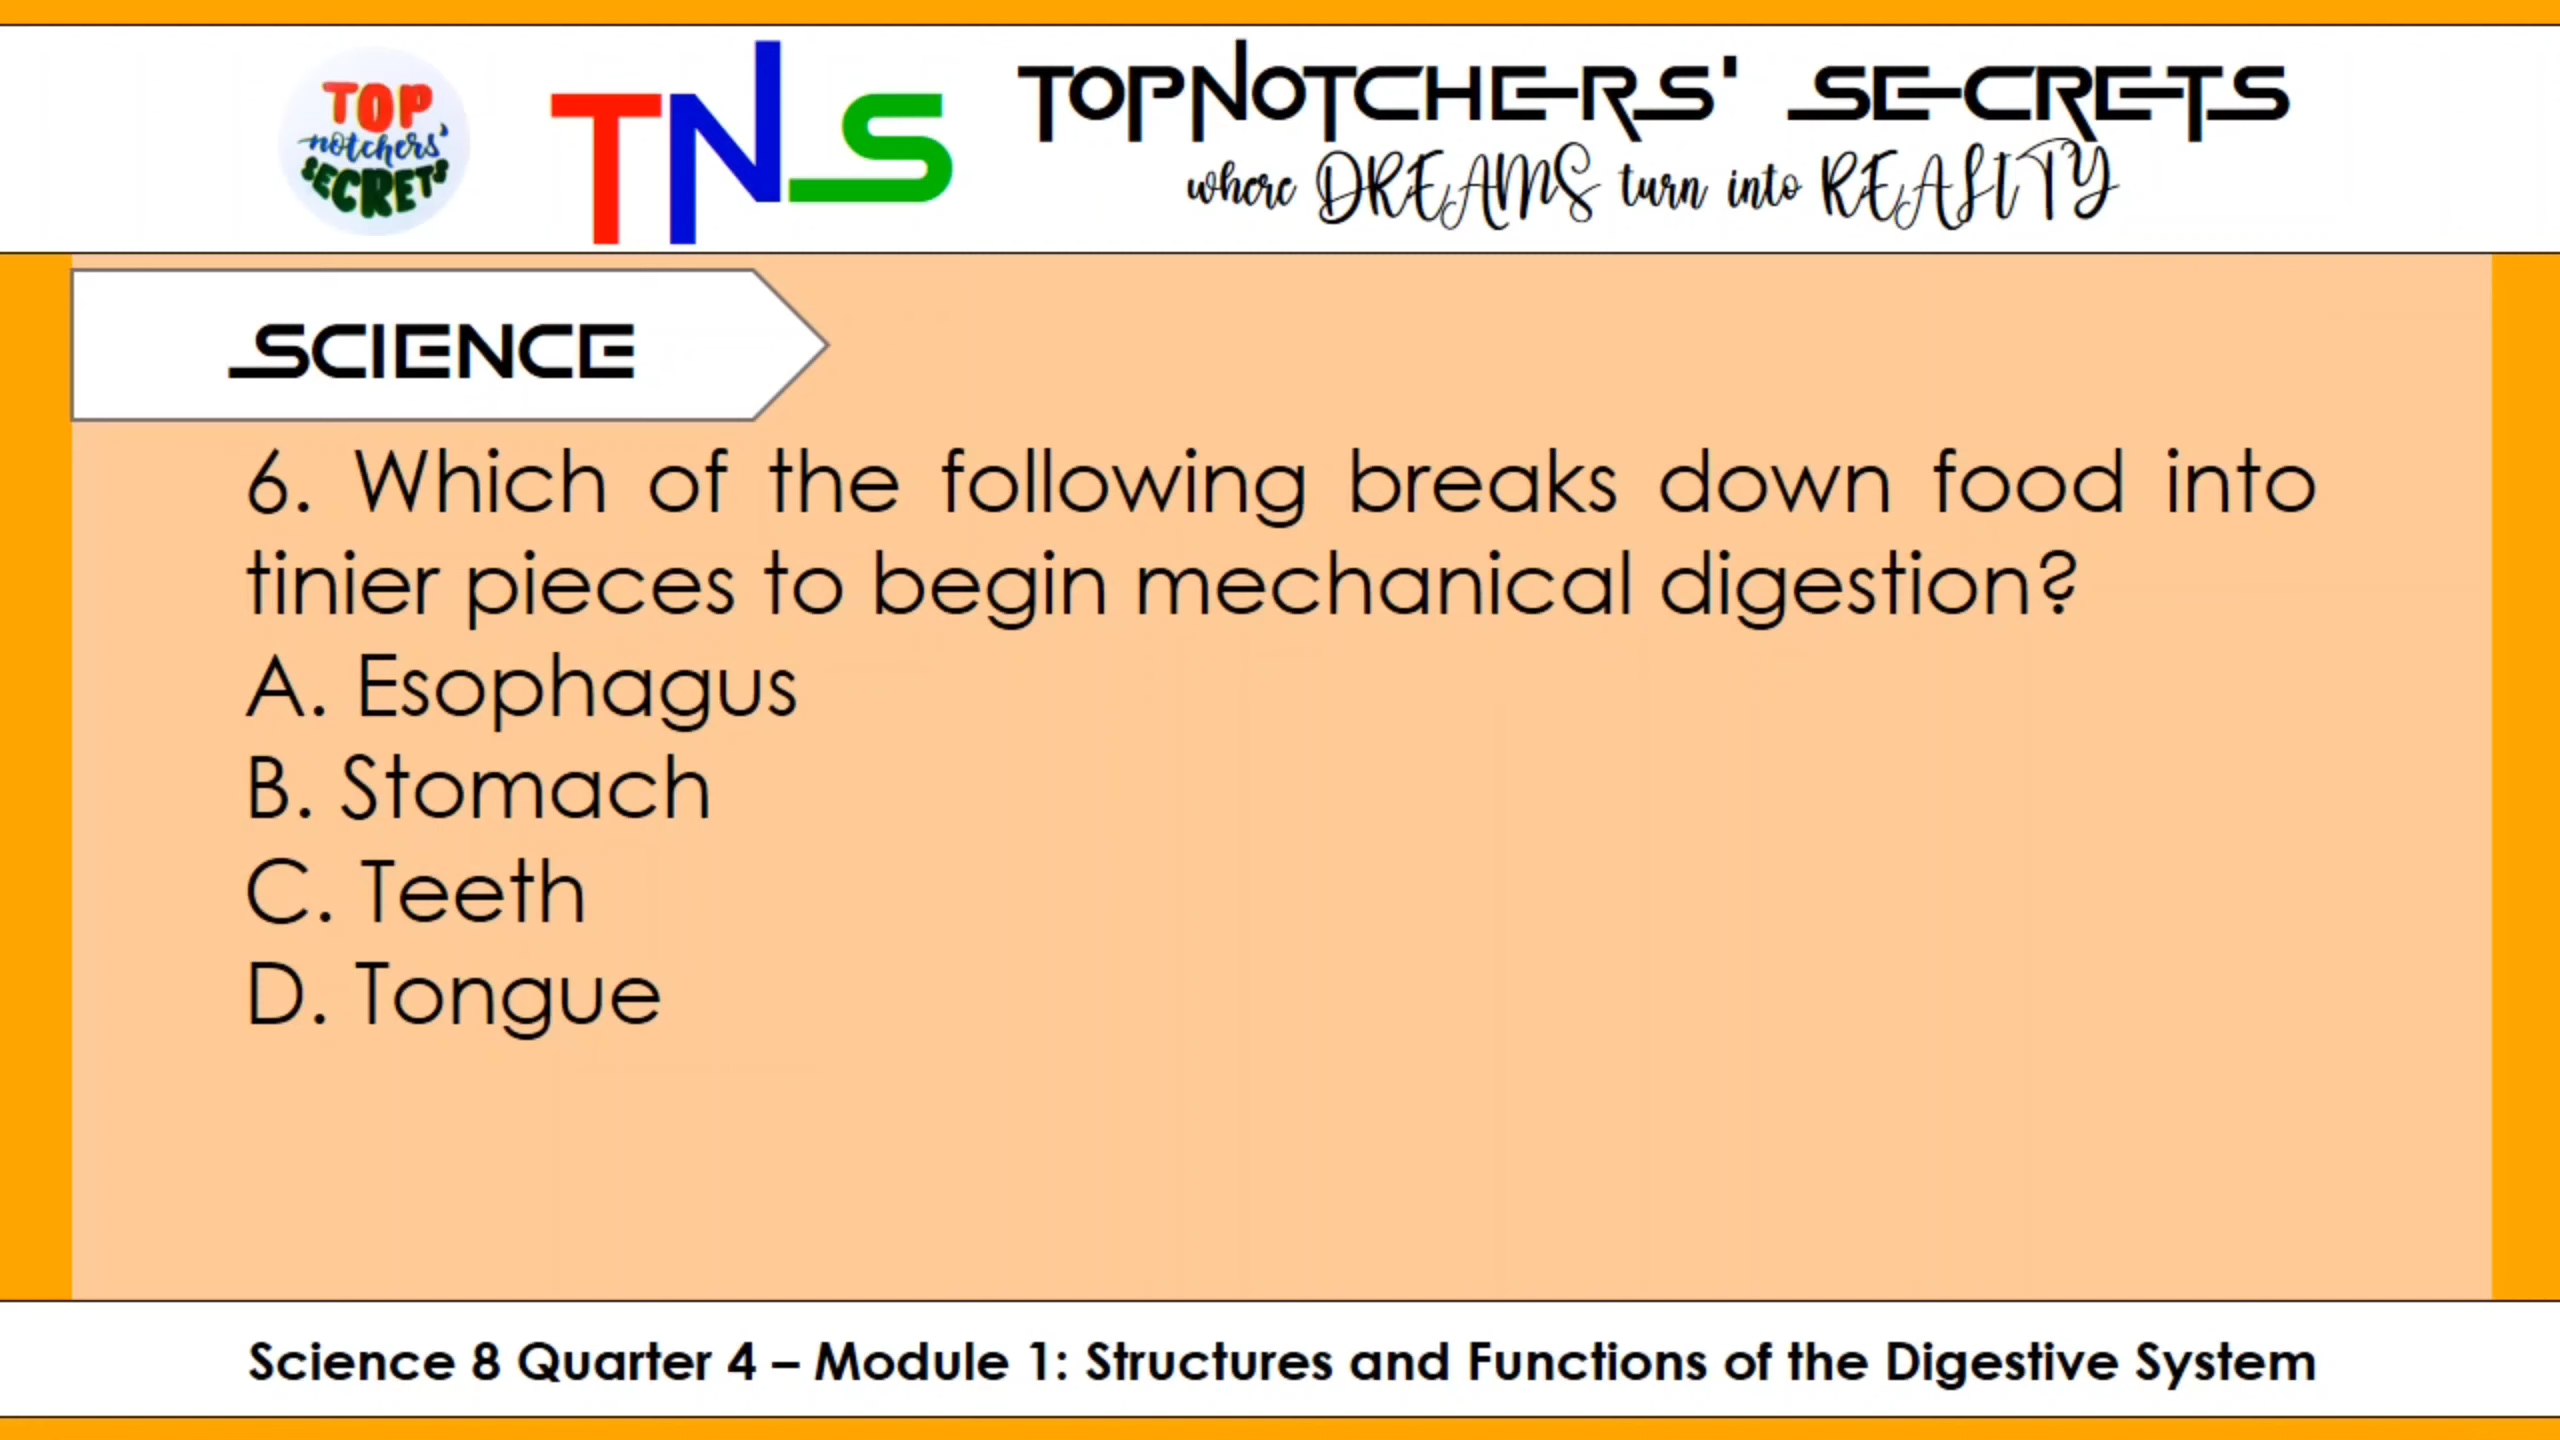 TOP
notchers'
SECRETS
TNS
TOPNOTCHERS' SECRETS
where DREAMS turn into REALITY
SCIENCE
6. Which of the following breaks down food into
tinier pieces to begin mechanical digestion?
A. Esophagus
B. Stomach
C. Teeth
D. Tongue
Science 8 Quarter 4 – Module 1: Structures and Functions of the Digestive System